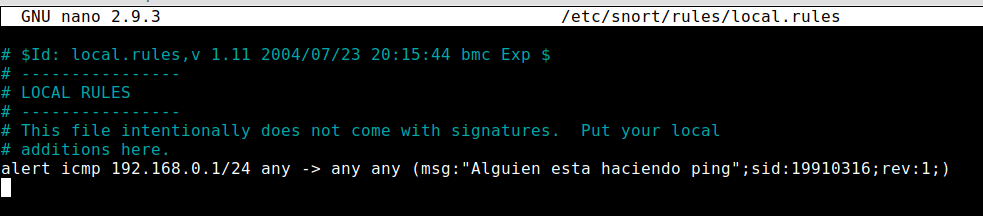 GNU nano 2.9.3 /etc/snort/rules/local.rules
# $Id: local.rules,v 1.11 2004/07/23 20:15:44 bmc Exp $
# ----------------
# LOCAL RULES
# ----------------
# This file intentionally does not come with signatures.  Put your local
# additions here.
alert icmp 192.168.0.1/24 any -> any any (msg:"Alguien esta haciendo ping";sid:19910316;rev:1;)